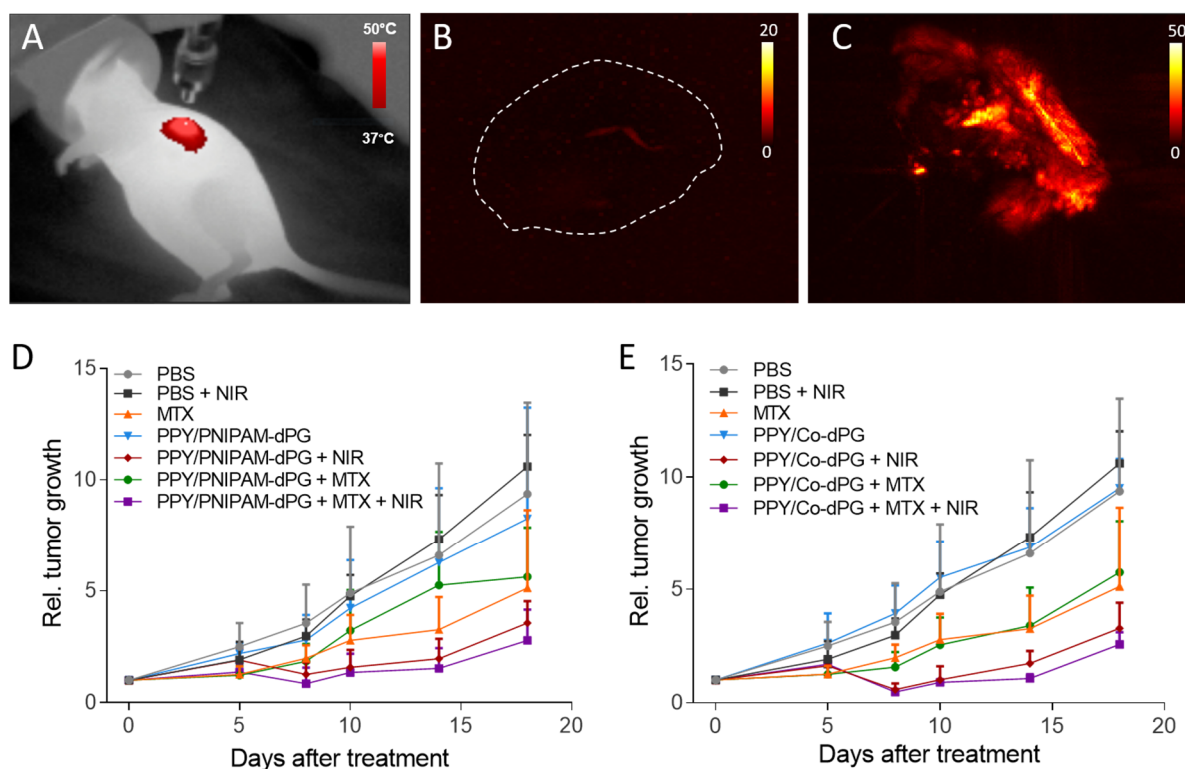 A
50°C
37°C
B
20
0
C
50
0
D
15
10
5
0
Rel. tumor growth
PBS
PBS + NIR
MTX
PPY/PNIPAM-dPG
PPY/PNIPAM-dPG + NIR
PPY/PNIPAM-dPG + MTX
PPY/PNIPAM-dPG + MTX + NIR
0
5
10
15
20
Days after treatment
E
15
10
5
0
Rel. tumor growth
PBS
PBS + NIR
MTX
PPY/Co-dPG
PPY/Co-dPG + NIR
PPY/Co-dPG + MTX
PPY/Co-dPG + MTX + NIR
0
5
10
15
20
Days after treatment